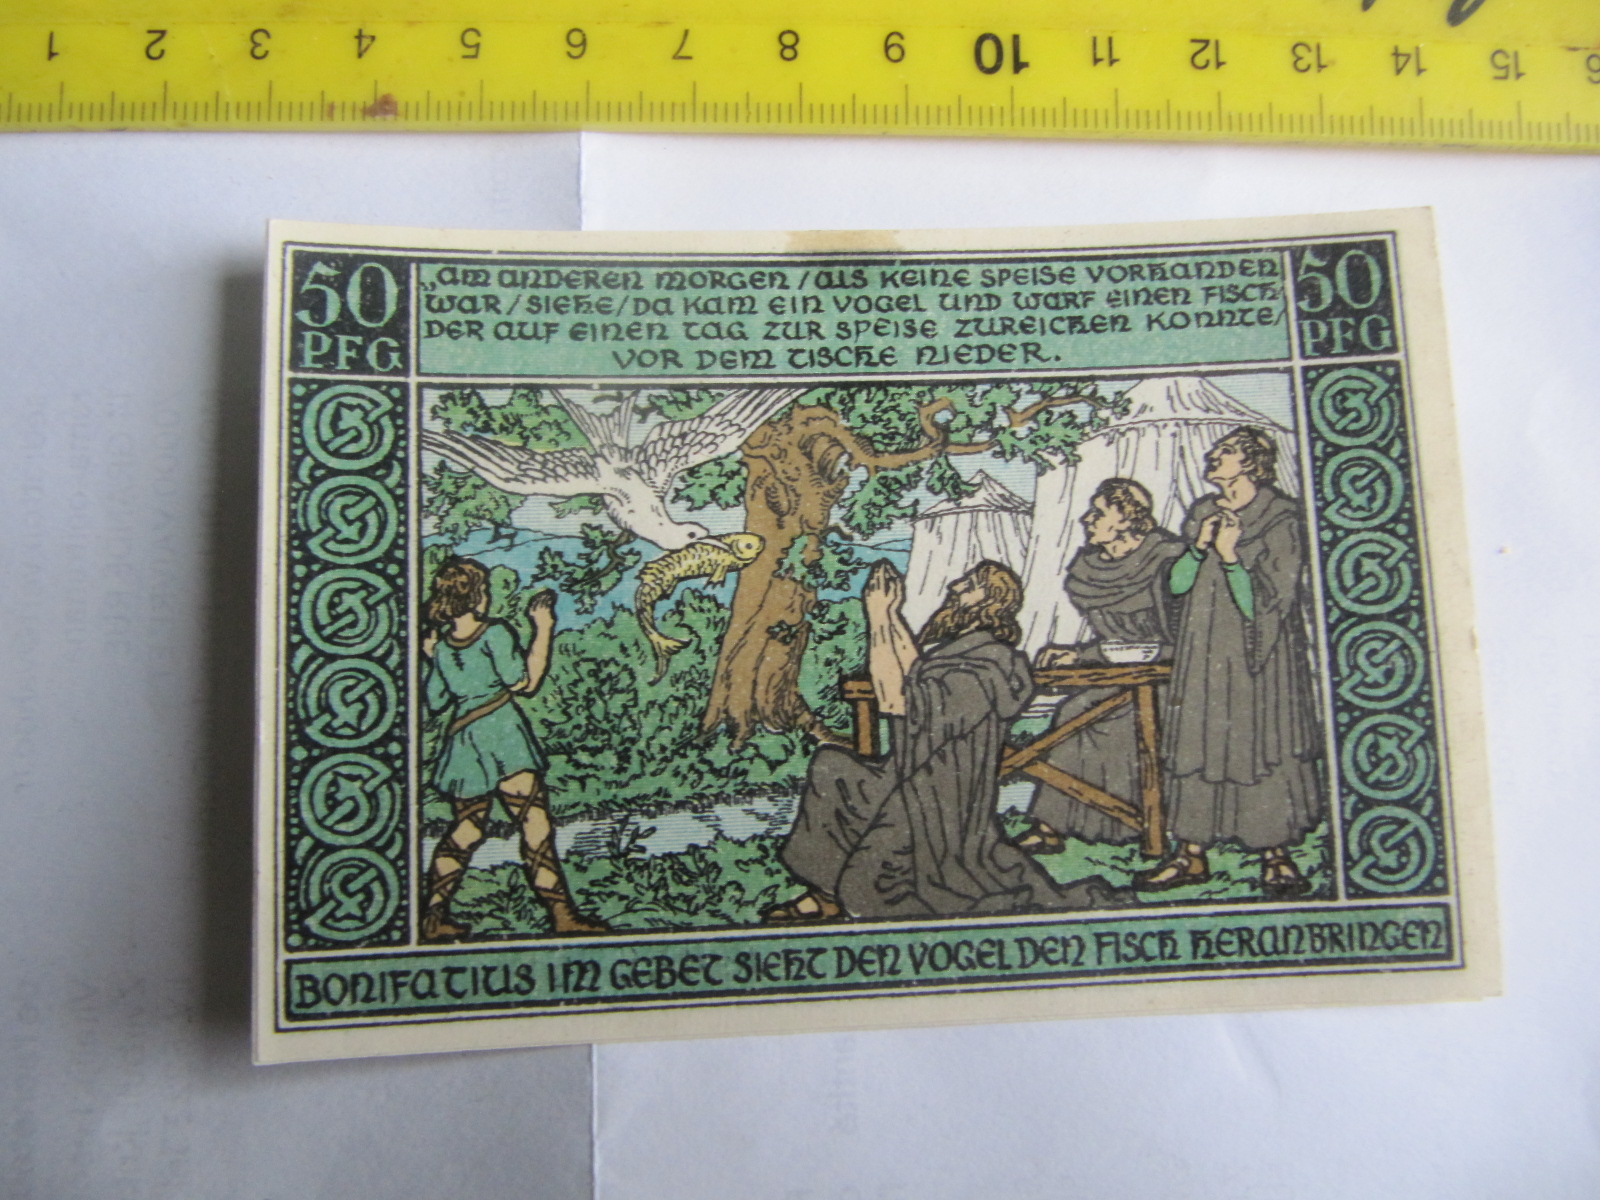 1 2 3 4 5 6 7 8 9 10 11 12 13 14 15
50 PFG
„AM ANDEREN MORGEN / ALS KEINE SPEISE VORHANDEN
WAR / SIEHE / DA KAM EIN VOGEL UND WARF EINEN FISCH
DER AUF EINEN TAG ZUR SPEISE ZUREICHEN KONNTE /
VOR DEM TISCHE NIEDER.
50 PFG
BONIFATIUS IM GEBET SIEHT DEN VOGEL DEN FISCH HERANBRINGEN